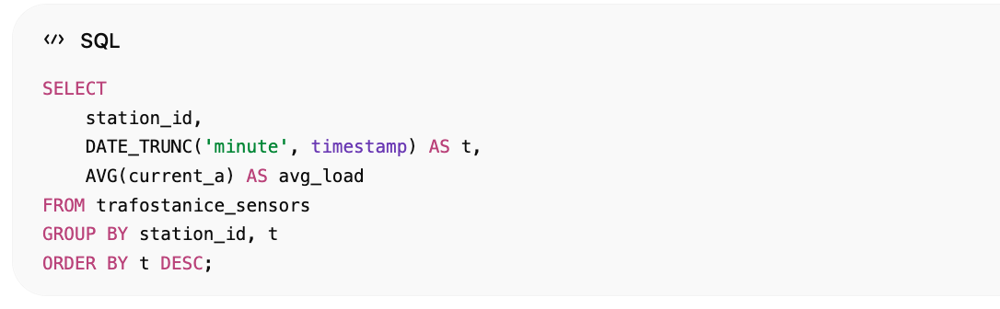 </> SQL
SELECT
    station_id,
    DATE_TRUNC('minute', timestamp) AS t,
    AVG(current_a) AS avg_load
FROM trafostanice_sensors
GROUP BY station_id, t
ORDER BY t DESC;